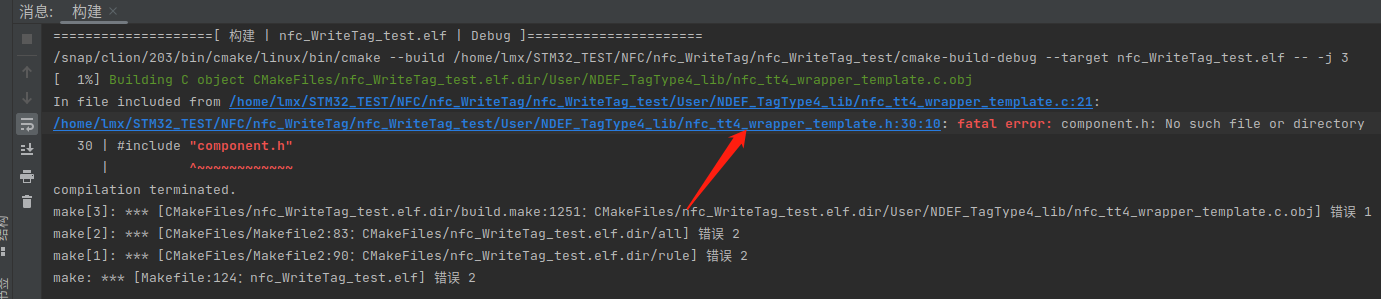 消息: 构建 ×
====================[ 构建 | nfc_WriteTag_test.elf | Debug ]======================
/snap/clion/203/bin/cmake/linux/bin/cmake --build /home/lmx/STM32_TEST/NFC/nfc_WriteTag/nfc_WriteTag_test/cmake-build-debug --target nfc_WriteTag_test.elf -- -j 3
[  1%] Building C object CMakeFiles/nfc_WriteTag_test.elf.dir/User/NDEF_TagType4_lib/nfc_tt4_wrapper_template.c.obj
In file included from /home/lmx/STM32_TEST/NFC/nfc_WriteTag/nfc_WriteTag_test/User/NDEF_TagType4_lib/nfc_tt4_wrapper_template.c:21:
/home/lmx/STM32_TEST/NFC/nfc_WriteTag/nfc_WriteTag_test/User/NDEF_TagType4_lib/nfc_tt4_wrapper_template.h:30:10: fatal error: component.h: No such file or directory
   30 | #include "component.h"
      |          ^~~~~~~~~~~~~
compilation terminated.
make[3]: *** [CMakeFiles/nfc_WriteTag_test.elf.dir/build.make:1251：CMakeFiles/nfc_WriteTag_test.elf.dir/User/NDEF_TagType4_lib/nfc_tt4_wrapper_template.c.obj] 错误 1
make[2]: *** [CMakeFiles/Makefile2:83：CMakeFiles/nfc_WriteTag_test.elf.dir/all] 错误 2
make[1]: *** [CMakeFiles/Makefile2:90：CMakeFiles/nfc_WriteTag_test.elf.dir/rule] 错误 2
make: *** [Makefile:124：nfc_WriteTag_test.elf] 错误 2
结构